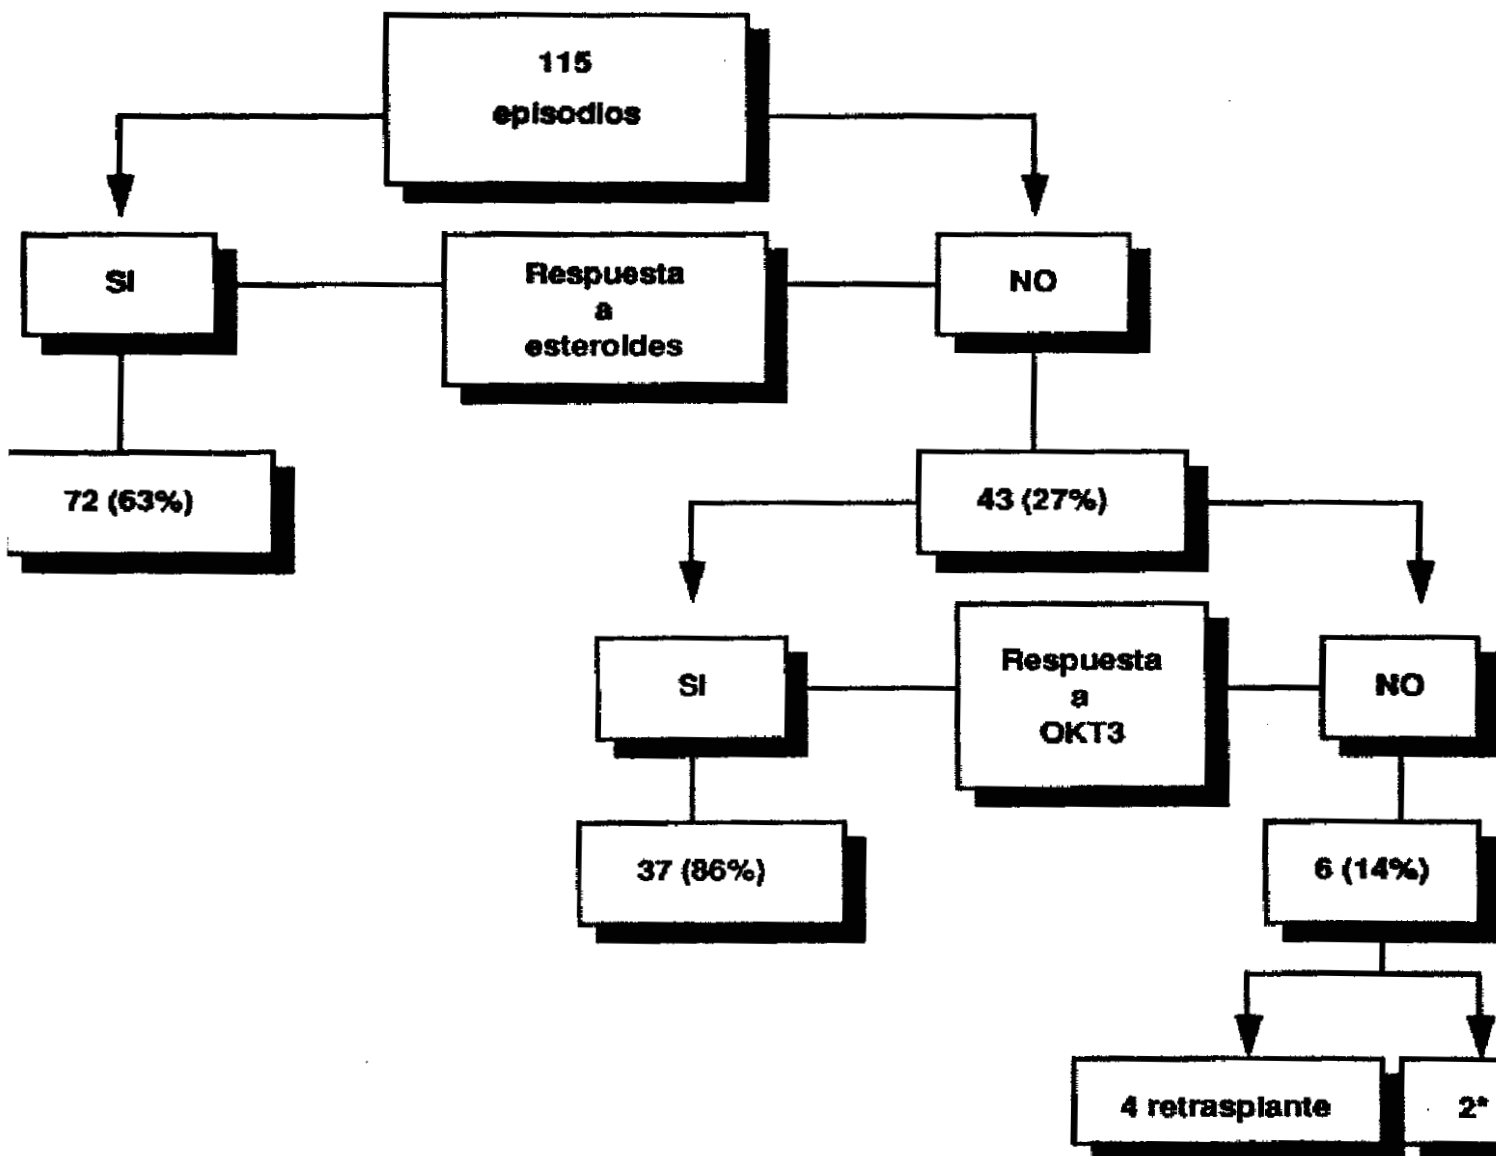 115
episodios
SI
Respuesta
a
esteroides
NO
72 (63%)
43 (27%)
SI
Respuesta
a
OKT3
NO
37 (86%)
6 (14%)
4 retrasplante
2*